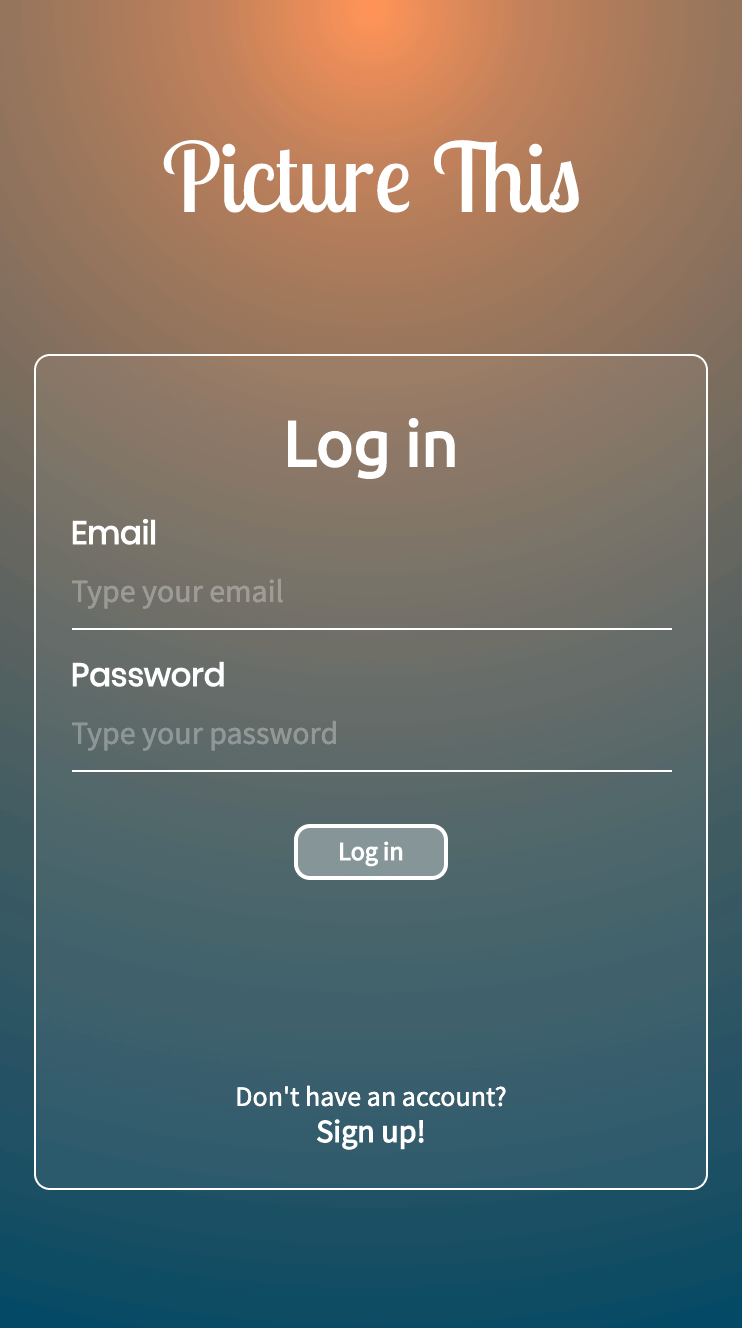 Picture This
Log in
Email
Type your email
Password
Type your password
Log in
Don't have an account?
Sign up!